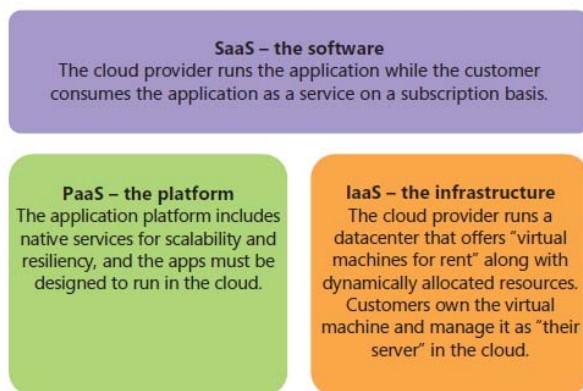 SaaS – the software
The cloud provider runs the application while the customer
consumes the application as a service on a subscription basis.
PaaS – the platform
The application platform includes
native services for scalability and
resiliency, and the apps must be
designed to run in the cloud.
IaaS – the infrastructure
The cloud provider runs a
datacenter that offers “virtual
machines for rent” along with
dynamically allocated resources.
Customers own the virtual
machine and manage it as “their
server” in the cloud.